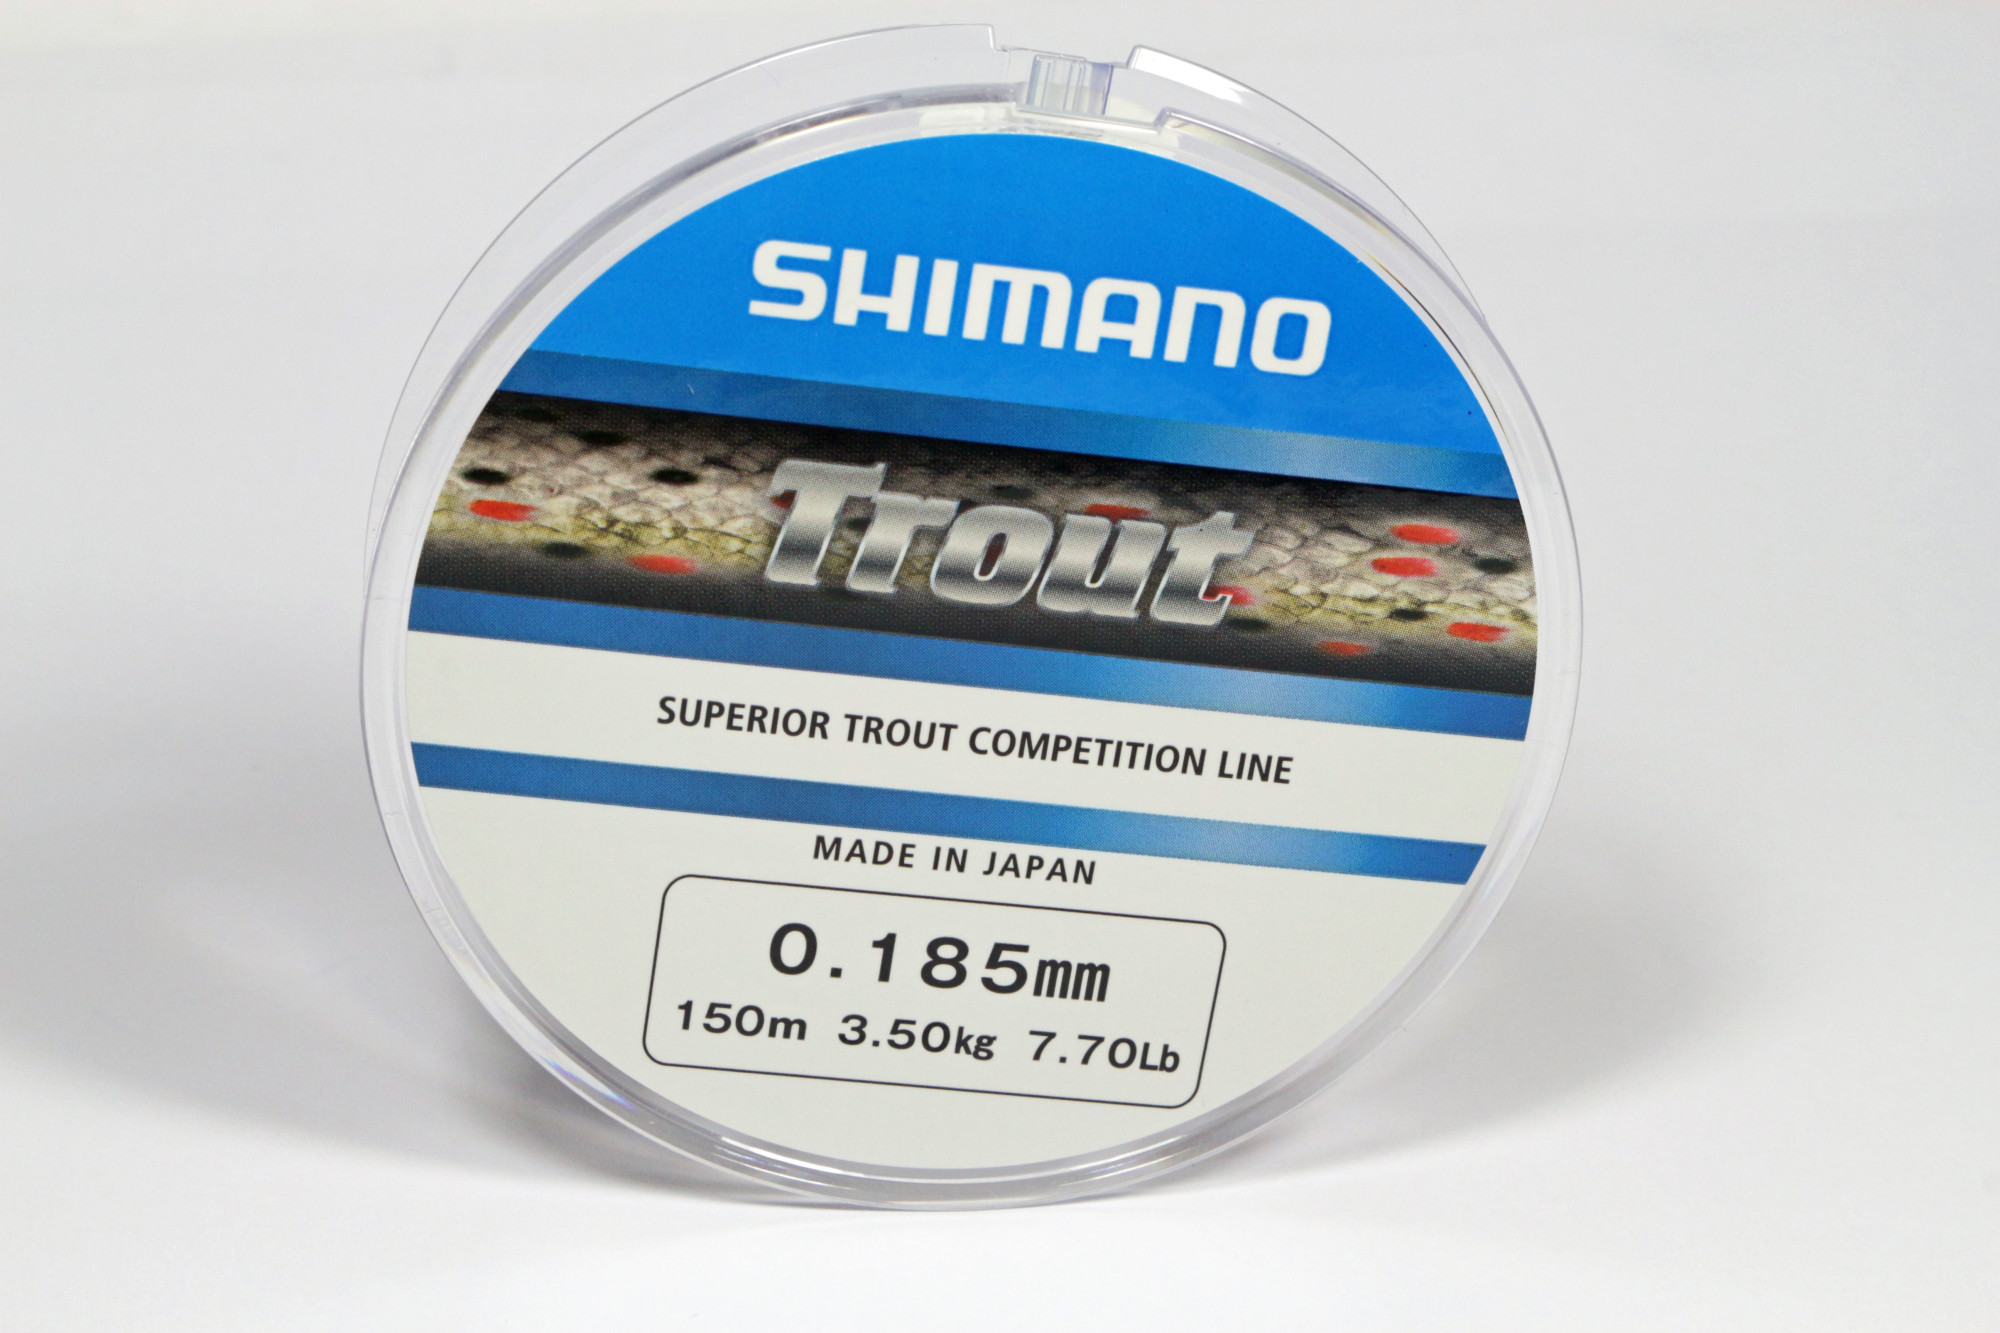 SHIMANO
Trout
SUPERIOR TROUT COMPETITION LINE
MADE IN JAPAN
0.185mm
150m 3.50kg 7.70Lb